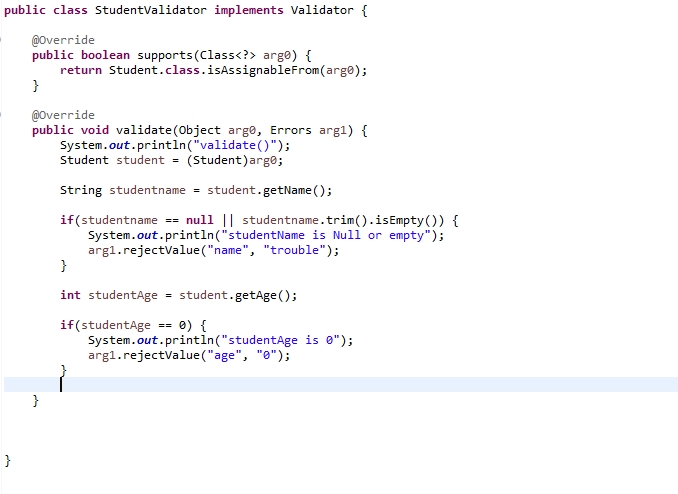 public class StudentValidator implements Validator {
@Override
public boolean supports(Class<?> arg0) {
return Student.class.isAssignableFrom(arg0);
}
@Override
public void validate(Object arg0, Errors arg1) {
System.out.println("validate()");
Student student = (Student)arg0;
String studentname = student.getName();
if(studentname == null || studentname.trim().isEmpty()) {
System.out.println("studentName is Null or empty");
arg1.rejectValue("name", "trouble");
}
int studentAge = student.getAge();
if(studentAge == 0) {
System.out.println("studentAge is 0");
arg1.rejectValue("age", "0");
}
}
}